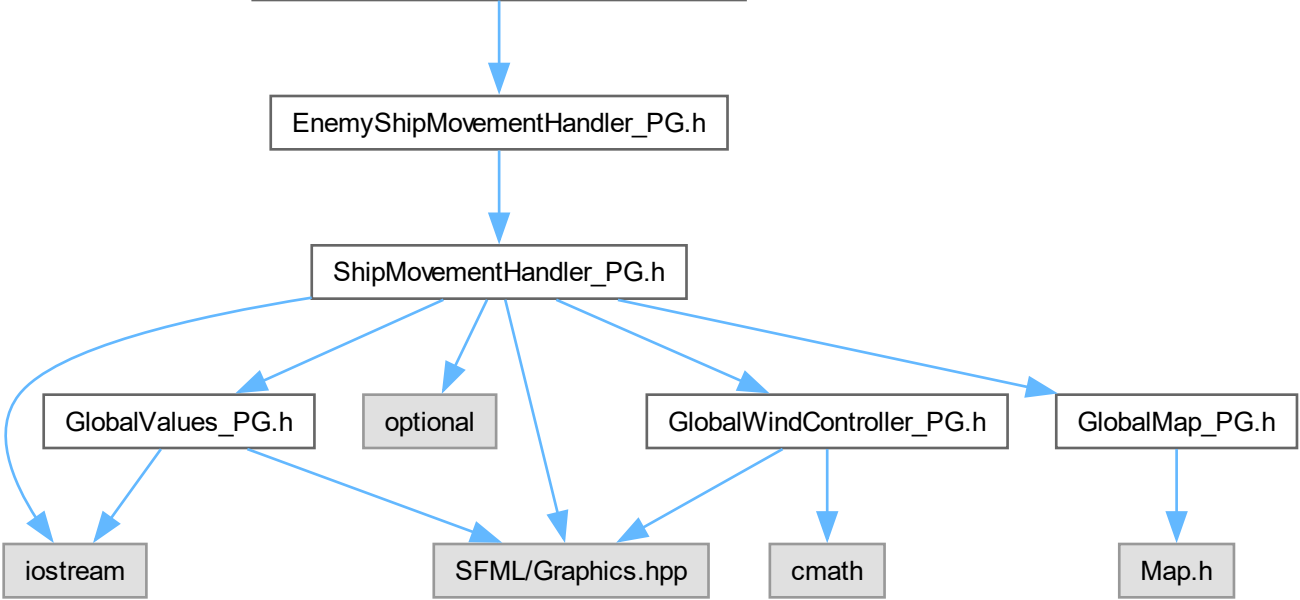 EnemyShipMovementHandler_PG.h
ShipMovementHandler_PG.h
GlobalValues_PG.h
optional
GlobalWindController_PG.h
GlobalMap_PG.h
iostream
SFML/Graphics.hpp
cmath
Map.h